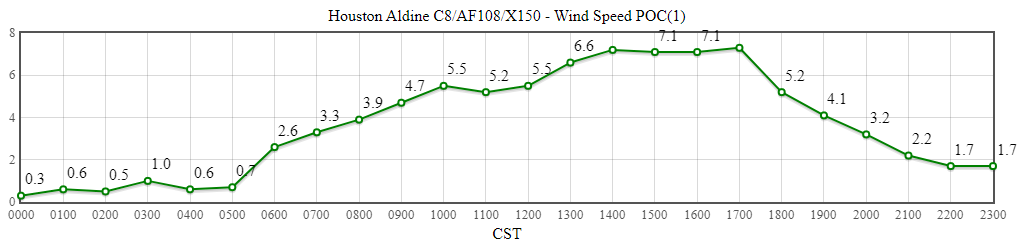 Houston Aldine C8/AF108/X150 - Wind Speed POC(1)
8
6
4
2
0
0.3 0.6 0.5 1.0 0.6 0.7 2.6 3.3 3.9 4.7 5.5 5.2 5.5 6.6 7.1 7.1 5.2 4.1 3.2 2.2 1.7 1.7
0000 0100 0200 0300 0400 0500 0600 0700 0800 0900 1000 1100 1200 1300 1400 1500 1600 1700 1800 1900 2000 2100 2200 2300
CST